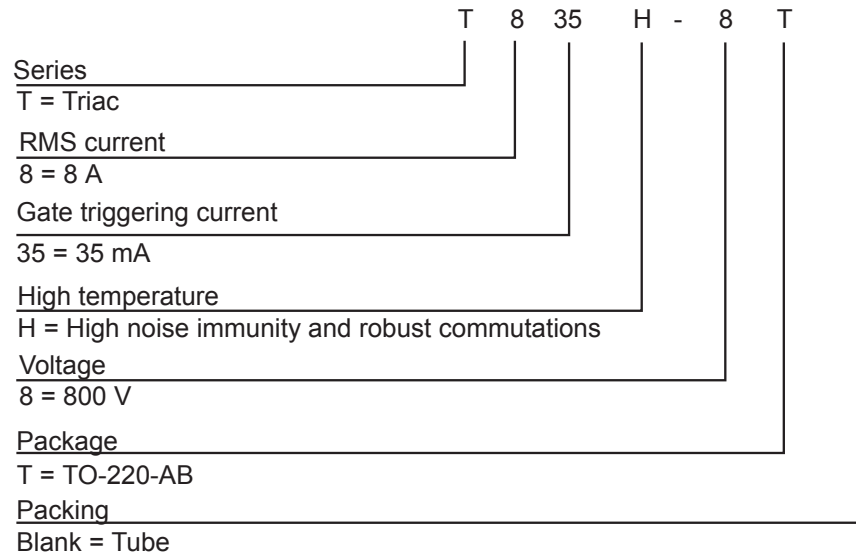 T 8 35 H - 8 T
Series
T = Triac
RMS current
8 = 8 A
Gate triggering current
35 = 35 mA
High temperature
H = High noise immunity and robust commutations
Voltage
8 = 800 V
Package
T = TO-220-AB
Packing
Blank = Tube